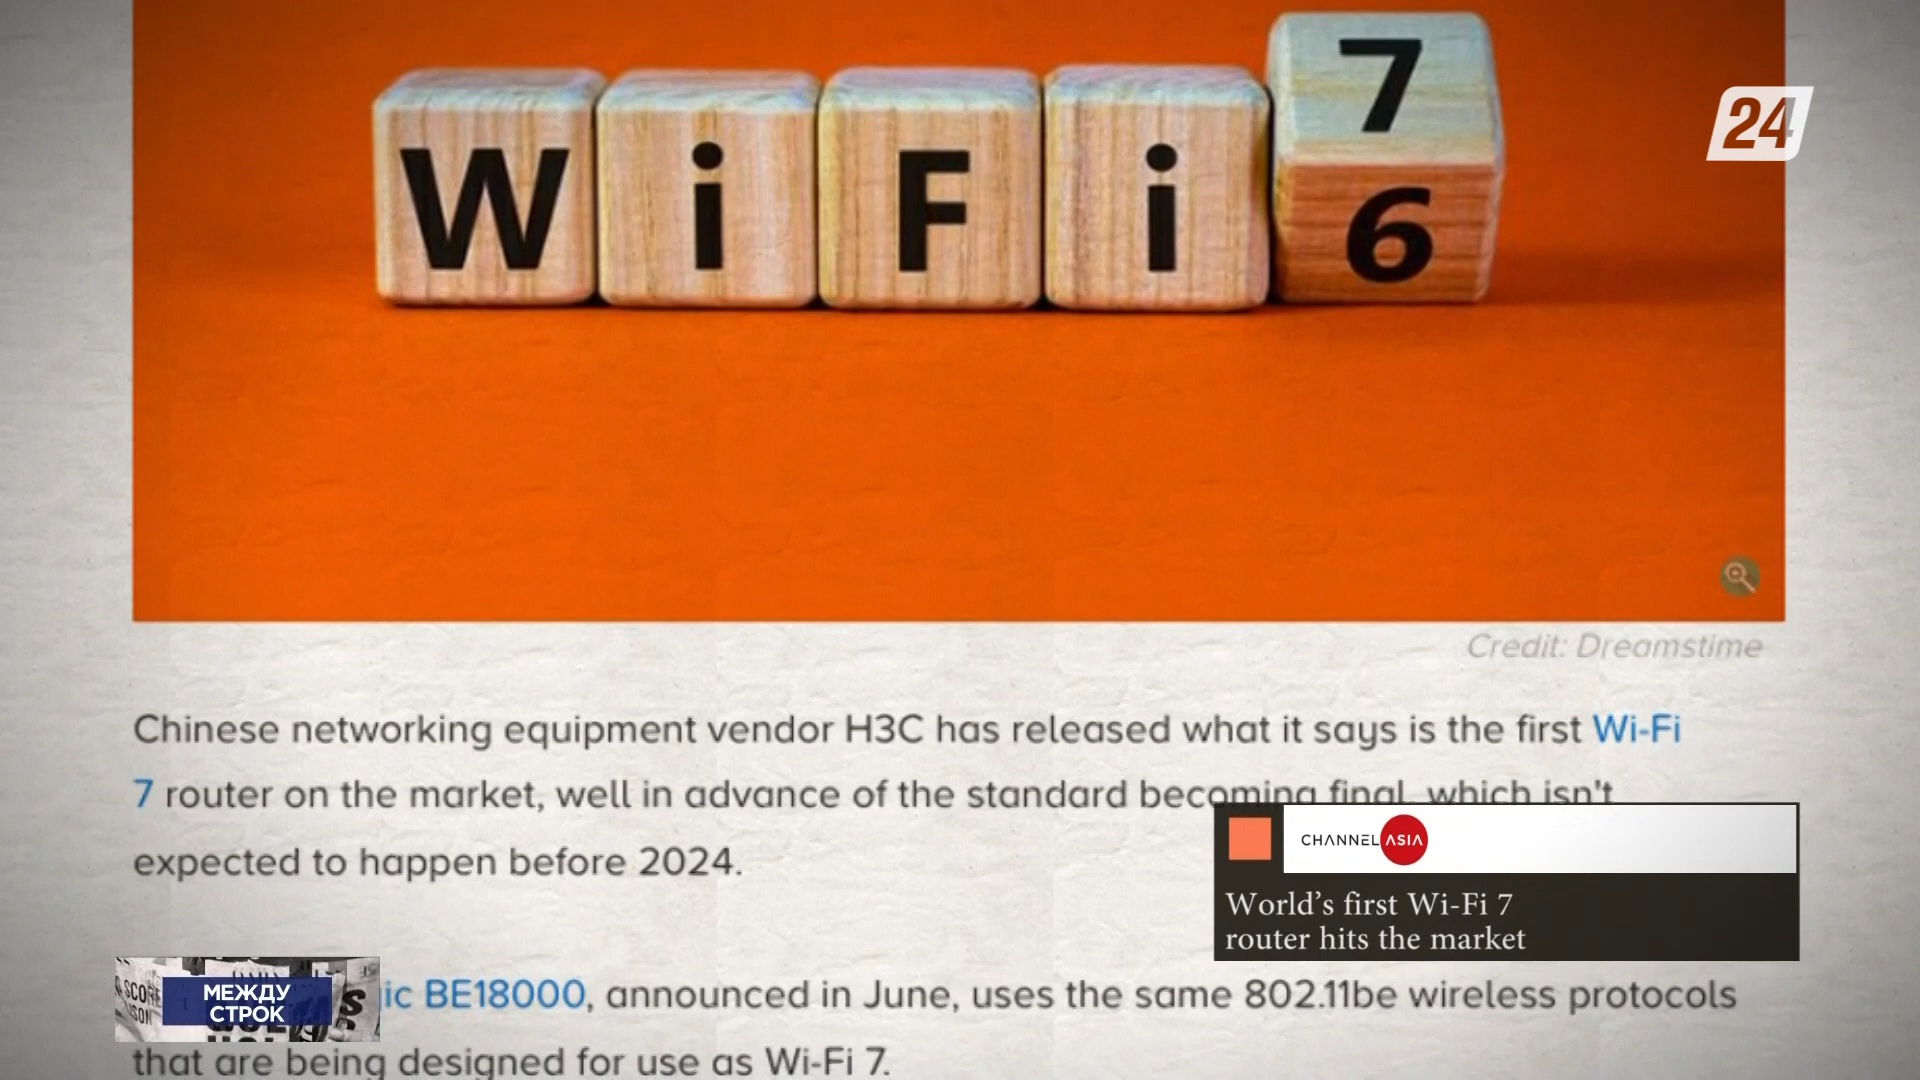 WiFi 7
6
24
Credit: Dreamstime
Chinese networking equipment vendor H3C has released what it says is the first Wi-Fi
7 router on the market, well in advance of the standard becoming final, which isn't
expected to happen before 2024.
CHANNEL ASIA
World’s first Wi-Fi 7
router hits the market
МЕЖДУ
СТРОК
ic BE18000, announced in June, uses the same 802.11be wireless protocols
that are being designed for use as Wi-Fi 7.